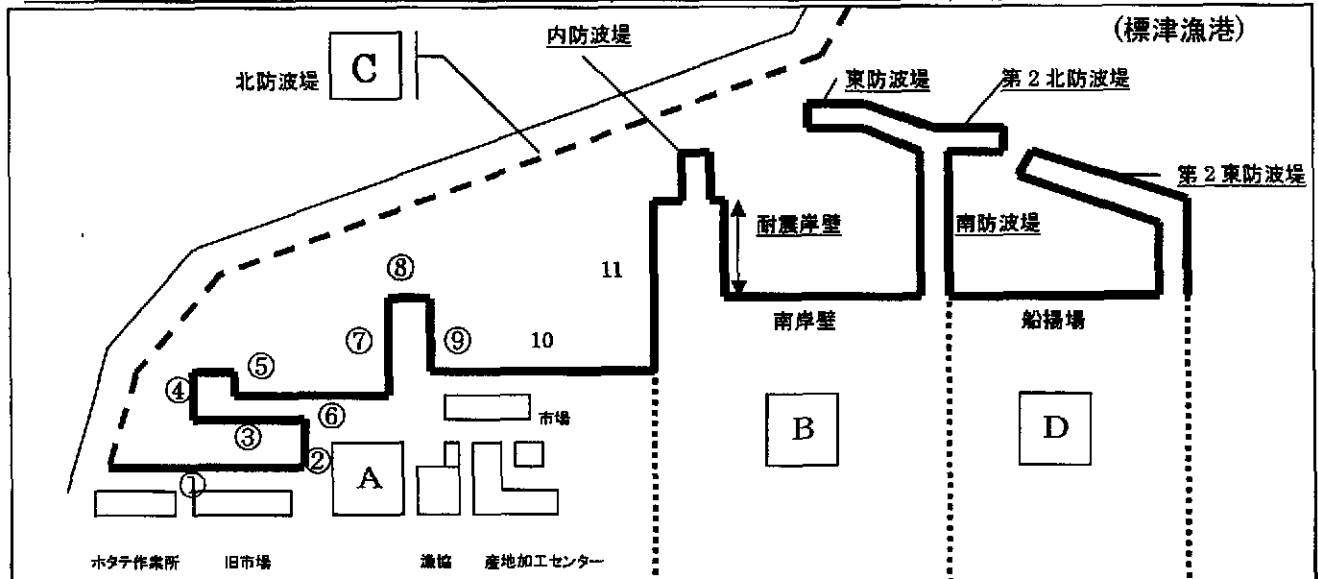 (標津漁港)
内防波堤
北防波堤
C
東防波堤
第2北防波堤
第2東防波堤
耐震岸壁
南防波堤
11
⑧
南岸壁
船揚場
⑦
⑨
10
⑤
④
⑥
市場
③
②
①
A
B
D
ホタテ作業所
旧市場
漁協
産地加工センター